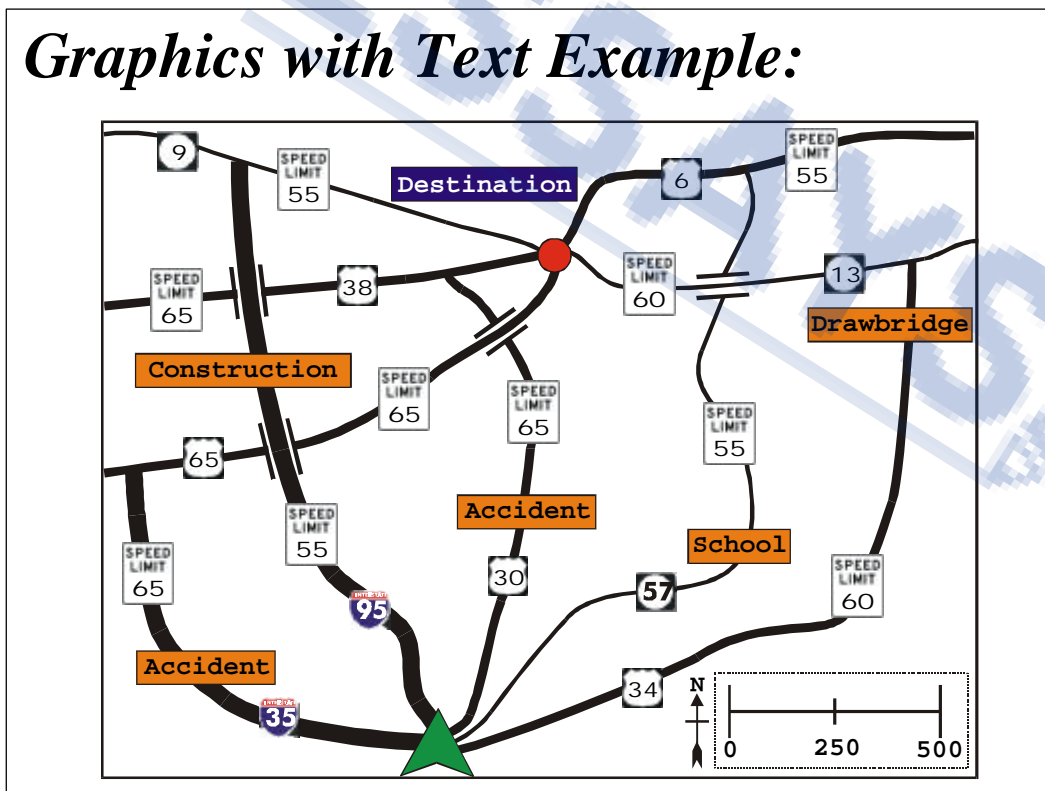 Graphics with Text Example:
9
SPEED
LIMIT
55
Destination
6
SPEED
LIMIT
55
SPEED
LIMIT
65
38
SPEED
LIMIT
60
13
Drawbridge
Construction
SPEED
LIMIT
65
SPEED
LIMIT
65
SPEED
LIMIT
55
65
SPEED
LIMIT
65
SPEED
LIMIT
55
Accident
School
30
57
SPEED
LIMIT
60
INTERSTATE
95
Accident
INTERSTATE
35
34
N
0 250 500